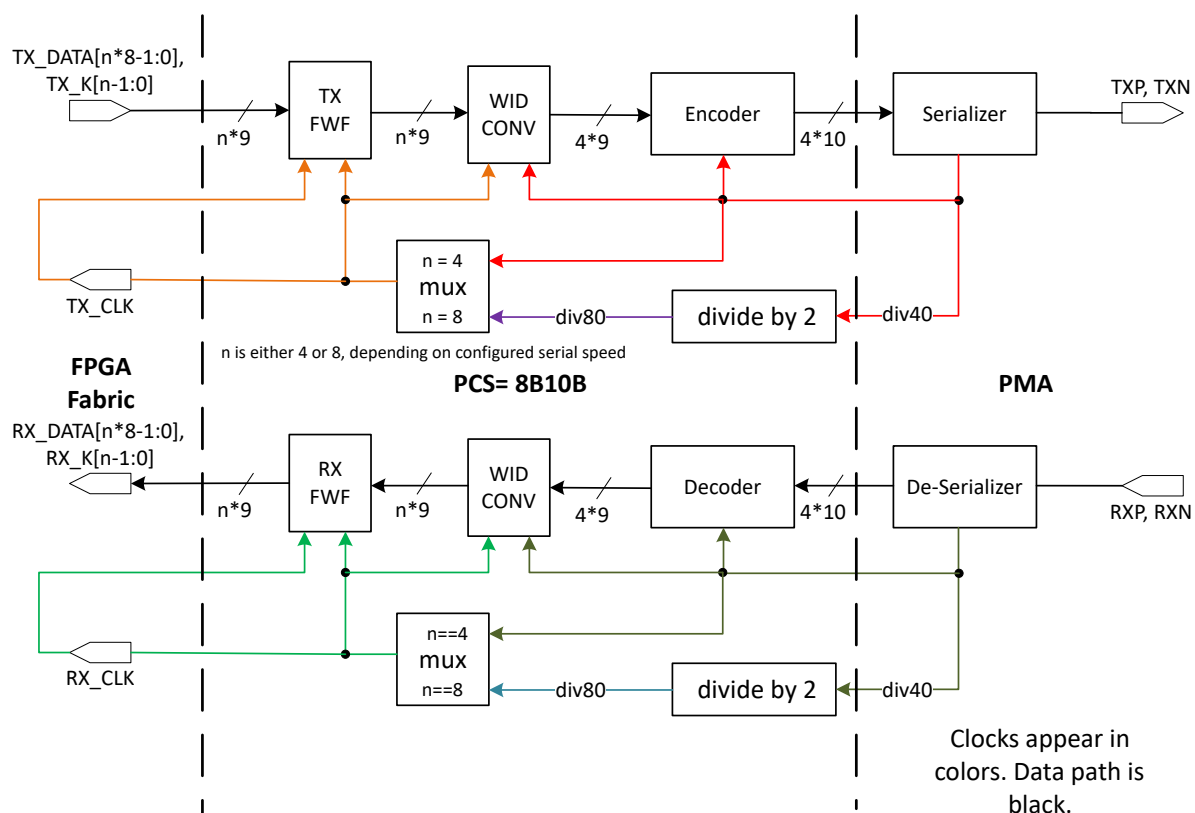 TX_DATA[n*8-1:0],
TX_K[n-1:0]
n*9
TX
FWF
n*9
WID
CONV
4*9
Encoder
4*10
Serializer
TXP, TXN
TX_CLK
n = 4
mux
n = 8
div80
divide by 2
div40
n is either 4 or 8, depending on configured serial speed
FPGA
Fabric
PCS= 8B10B
PMA
RX_DATA[n*8-1:0],
RX_K[n-1:0]
n*9
RX
FWF
n*9
WID
CONV
4*9
Decoder
4*10
De-Serializer
RXP, RXN
RX_CLK
n==4
mux
n==8
div80
divide by 2
div40
Clocks appear in
colors. Data path is
black.